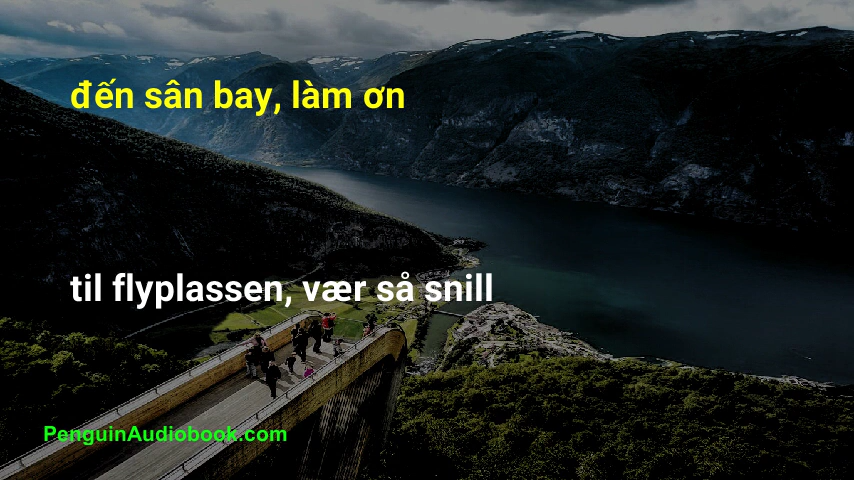 đến sân bay, làm ơn
til flyplassen, vær så snill
PenguinAudiobook.com